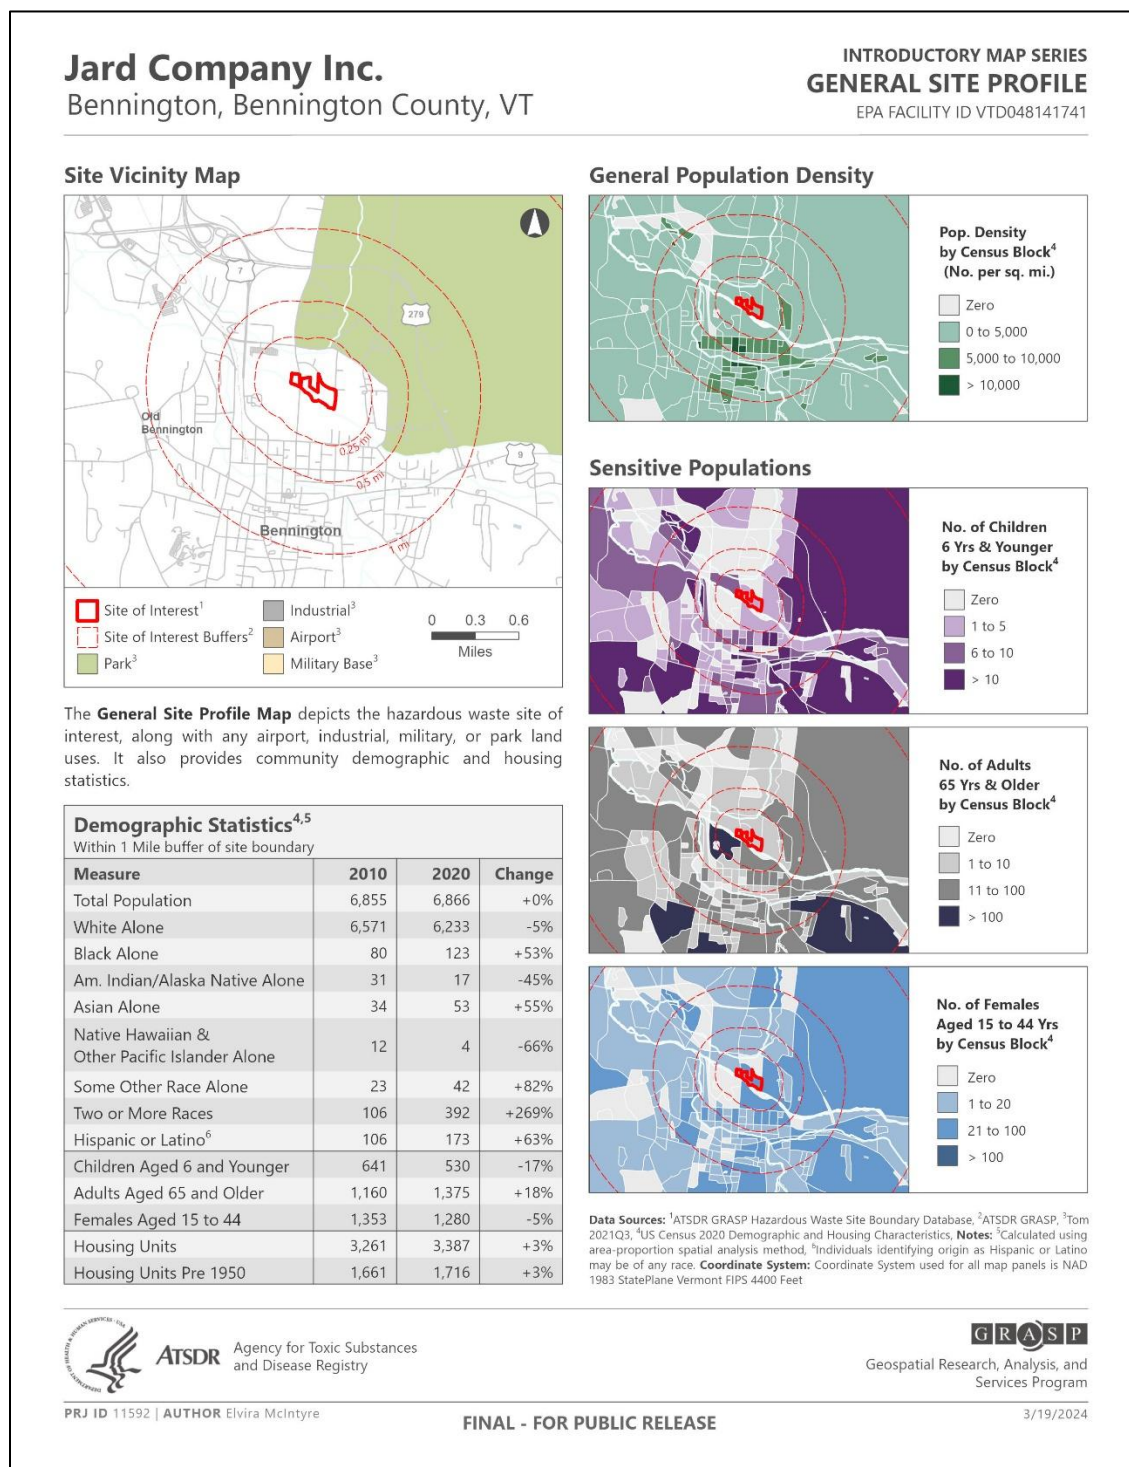 Jard Company Inc.
Bennington, Bennington County, VT
INTRODUCTORY MAP SERIES
GENERAL SITE PROFILE
EPA FACILITY ID VTD048141741
Site Vicinity Map
7
279
Old
Bennington
9
0.25 mi
0.5 mi
Bennington
1 mi
Site of Interest1
Site of Interest Buffers2
Park3
Industrial3
Airport3
Military Base3
0 0.3 0.6
Miles
The General Site Profile Map depicts the hazardous waste site of
interest, along with any airport, industrial, military, or park land
uses. It also provides community demographic and housing
statistics.
Demographic Statistics4,5
Within 1 Mile buffer of site boundary
Measure 2010 2020 Change
Total Population 6,855 6,866 +0%
White Alone 6,571 6,233 -5%
Black Alone 80 123 +53%
Am. Indian/Alaska Native Alone 31 17 -45%
Asian Alone 34 53 +55%
Native Hawaiian &
Other Pacific Islander Alone 12 4 -66%
Some Other Race Alone 23 42 +82%
Two or More Races 106 392 +269%
Hispanic or Latino6 106 173 +63%
Children Aged 6 and Younger 641 530 -17%
Adults Aged 65 and Older 1,160 1,375 +18%
Females Aged 15 to 44 1,353 1,280 -5%
Housing Units 3,261 3,387 +3%
Housing Units Pre 1950 1,661 1,716 +3%
General Population Density
Pop. Density
by Census Block4
(No. per sq. mi.)
Zero
0 to 5,000
5,000 to 10,000
> 10,000
Sensitive Populations
No. of Children
6 Yrs & Younger
by Census Block4
Zero
1 to 5
6 to 10
> 10
No. of Adults
65 Yrs & Older
by Census Block4
Zero
1 to 10
11 to 100
> 100
No. of Females
Aged 15 to 44 Yrs
by Census Block4
Zero
1 to 20
21 to 100
> 100
Data Sources: 1ATSDR GRASP Hazardous Waste Site Boundary Database, 2ATSDR GRASP, 3Tom
2021Q3, 4US Census 2020 Demographic and Housing Characteristics, Notes: 5Calculated using
area-proportion spatial analysis method, 6Individuals identifying origin as Hispanic or Latino
may be of any race. Coordinate System: Coordinate System used for all map panels is NAD
1983 StatePlane Vermont FIPS 4400 Feet
DEPARTMENT OF HEALTH & HUMAN SERVICES · USA
ATSDR
Agency for Toxic Substances
and Disease Registry
GRASP
Geospatial Research, Analysis, and
Services Program
PRJ ID 11592 | AUTHOR Elvira McIntyre
FINAL - FOR PUBLIC RELEASE
3/19/2024